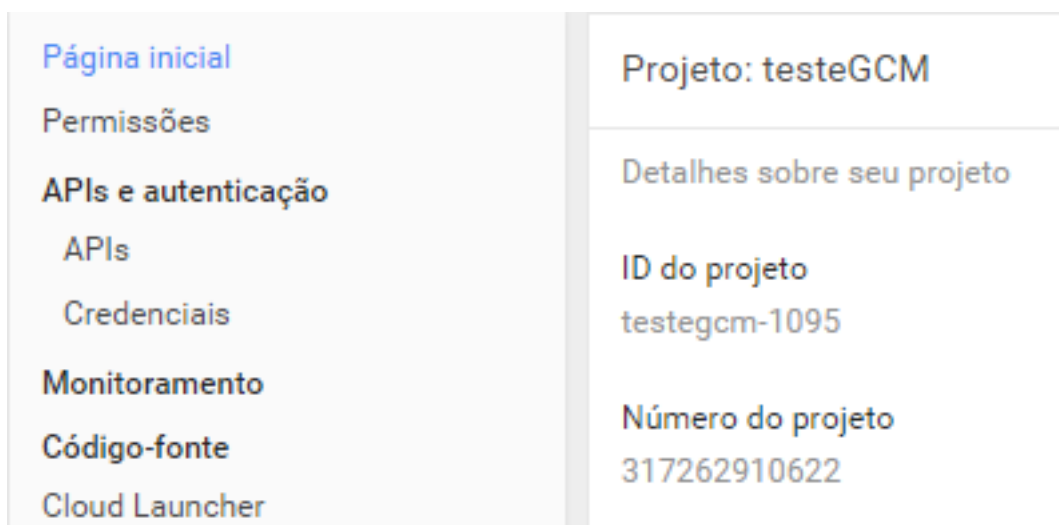 Página inicial
Permissões
APIs e autenticação
APIs
Credenciais
Monitoramento
Código-fonte
Cloud Launcher
Projeto: testeGCM
Detalhes sobre seu projeto
ID do projeto
testegcm-1095
Número do projeto
317262910622